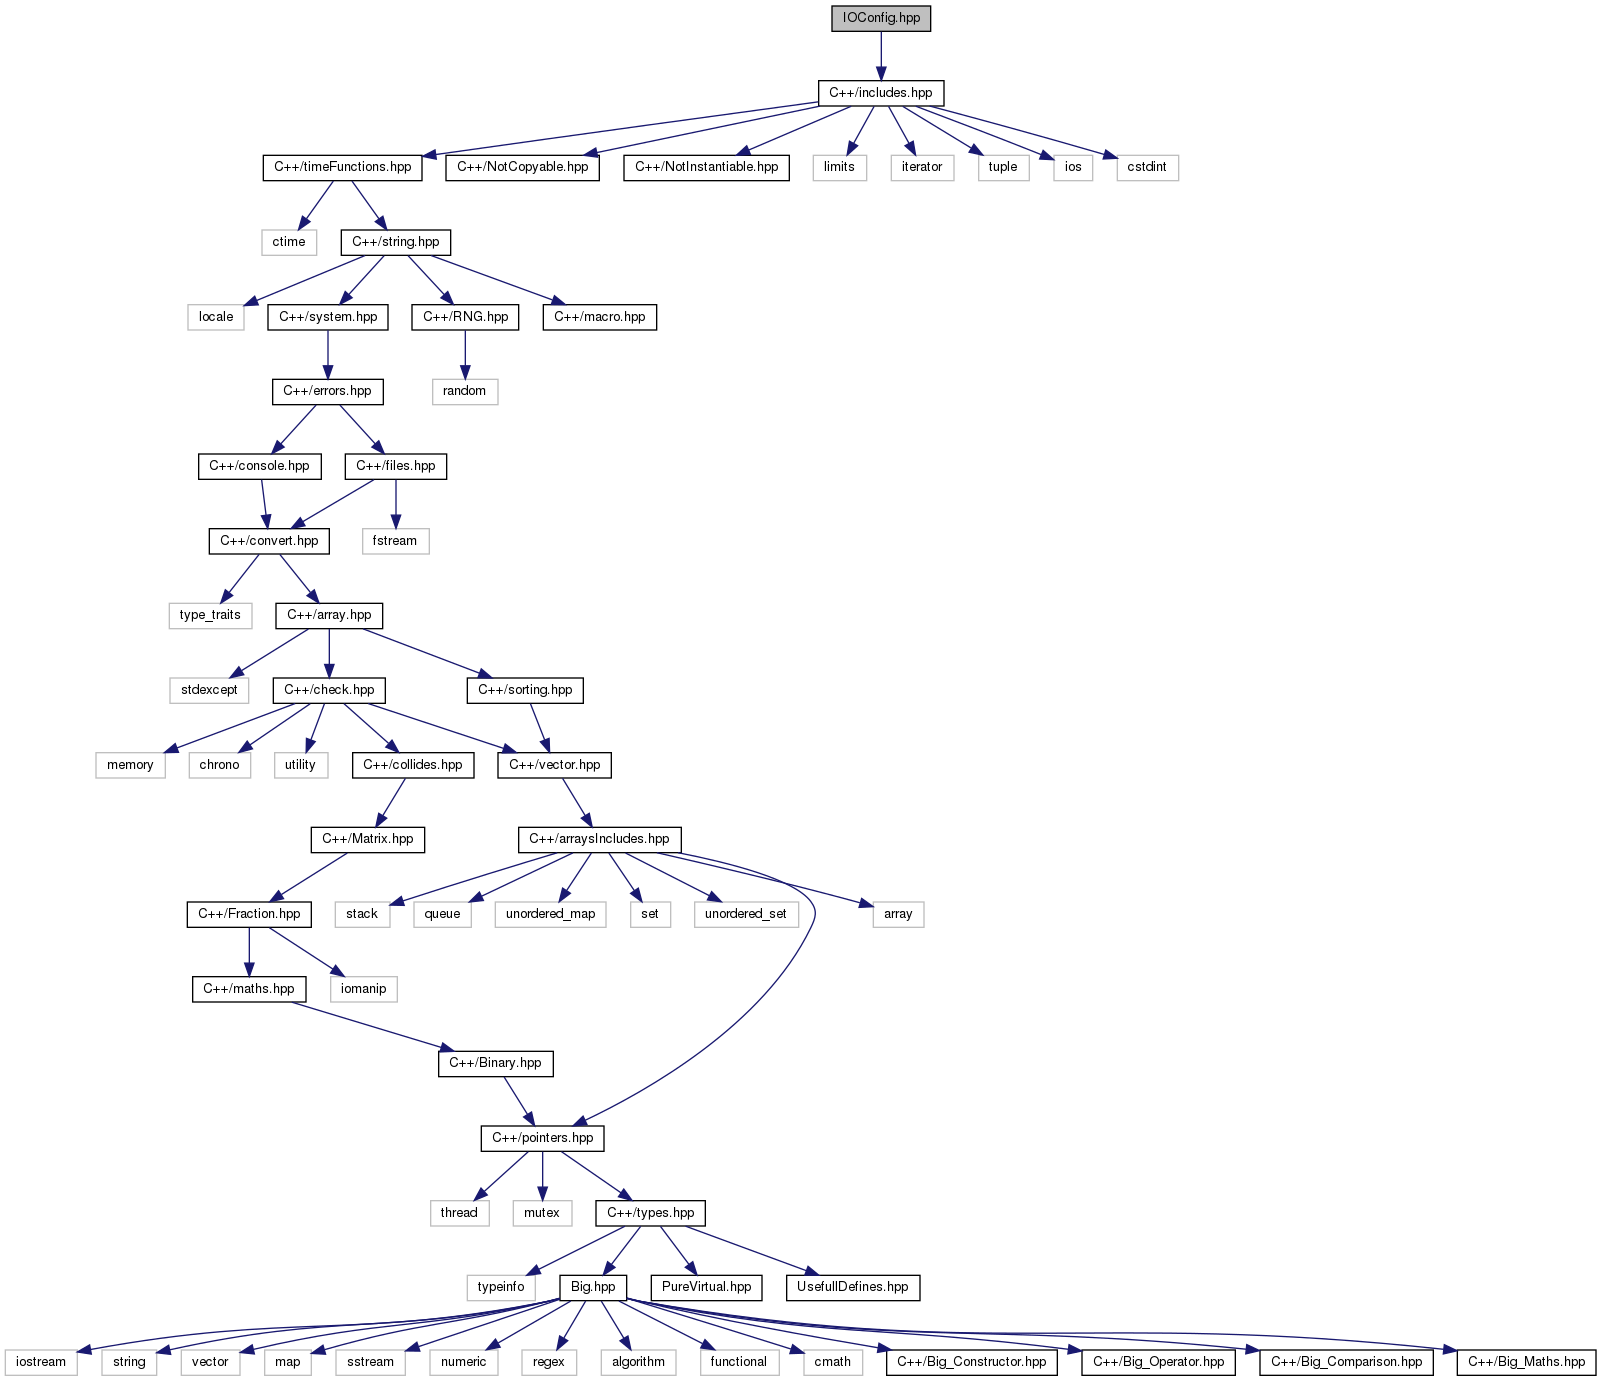 IOConfig.hpp
C++/includes.hpp
C++/timeFunctions.hpp
C++/NotCopyable.hpp
C++/NotInstantiable.hpp
limits
iterator
tuple
ios
cstdint
ctime
C++/string.hpp
locale
C++/system.hpp
C++/RNG.hpp
C++/macro.hpp
C++/errors.hpp
random
C++/console.hpp
C++/files.hpp
C++/convert.hpp
fstream
type_traits
C++/array.hpp
stdexcept
C++/check.hpp
C++/sorting.hpp
memory
chrono
utility
C++/collides.hpp
C++/vector.hpp
C++/Matrix.hpp
C++/arraysIncludes.hpp
C++/Fraction.hpp
stack
queue
unordered_map
set
unordered_set
array
C++/maths.hpp
iomanip
C++/Binary.hpp
C++/pointers.hpp
thread
mutex
C++/types.hpp
typeinfo
Big.hpp
PureVirtual.hpp
UsefullDefines.hpp
iostream
string
vector
map
sstream
numeric
regex
algorithm
functional
cmath
C++/Big_Constructor.hpp
C++/Big_Operator.hpp
C++/Big_Comparison.hpp
C++/Big_Maths.hpp